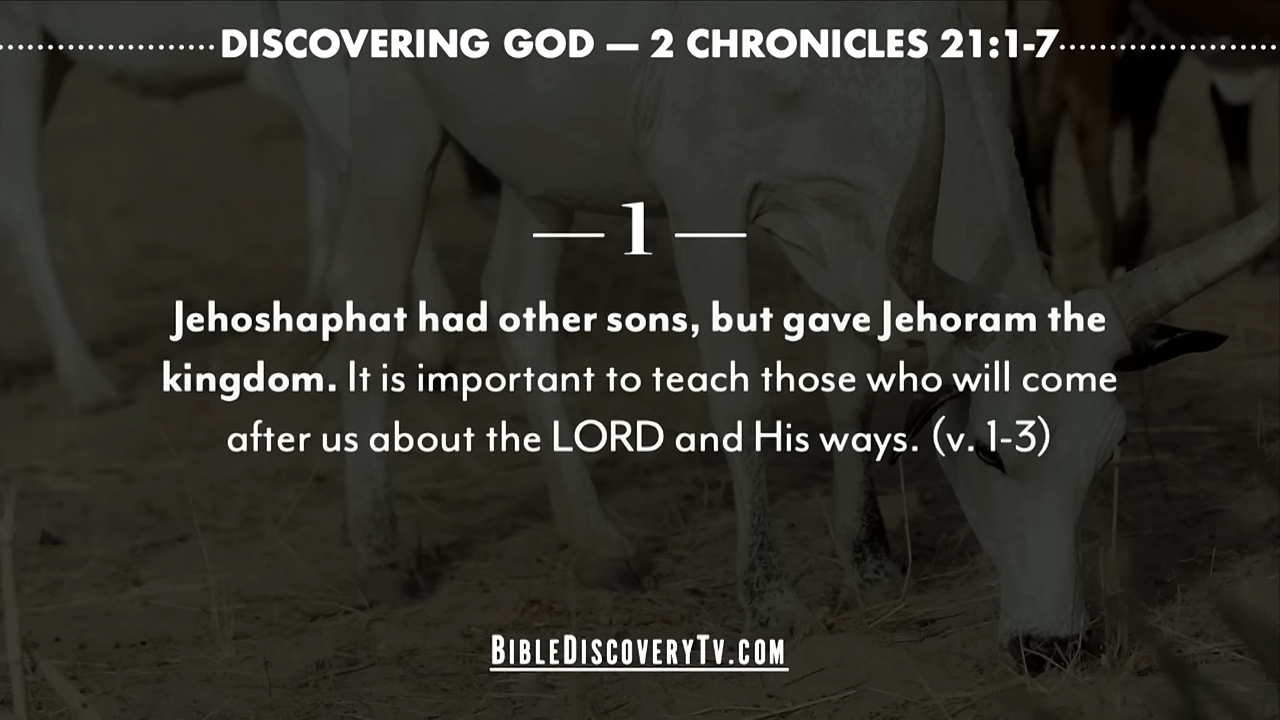 DISCOVERING GOD — 2 CHRONICLES 21:1-7
— 1 —
Jehoshaphat had other sons, but gave Jehoram the
kingdom. It is important to teach those who will come
after us about the LORD and His ways. (v. 1-3)
BIBLEDISCOVERYTV.COM